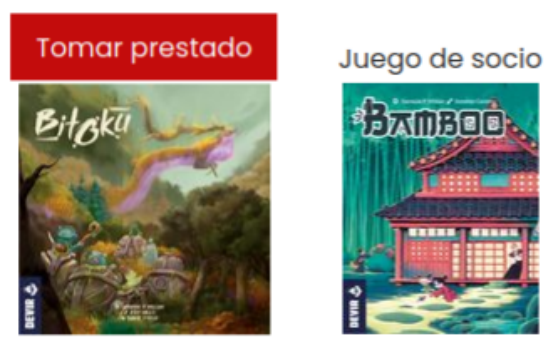 Tomar prestado
Juego de socio
Bitoku
DEVIR
BAMBOO
DEVIR